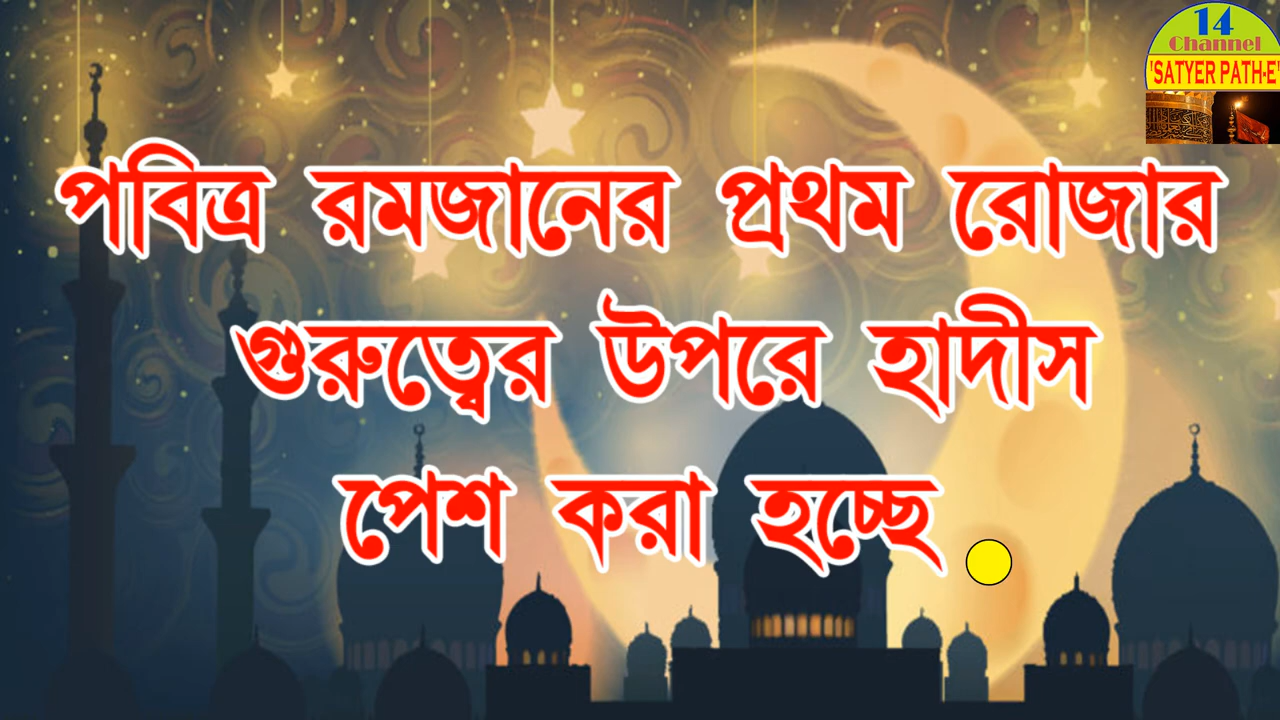 14
Channel
'SATYER PATH-E'
পবিত্র রমজানের প্রথম রোজার
গুরুত্বের উপরে হাদীস
পেশ করা হচ্ছে